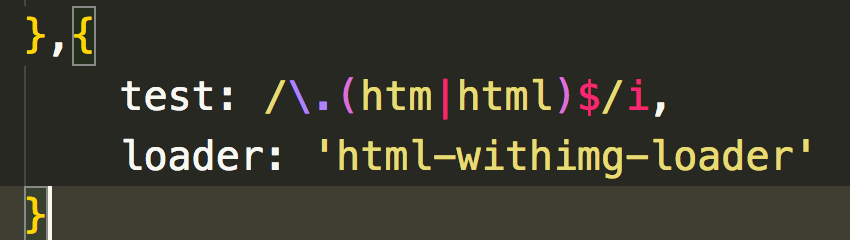 },{
test: /\.(htm|html)$/i,
loader: 'html-withimg-loader'
}